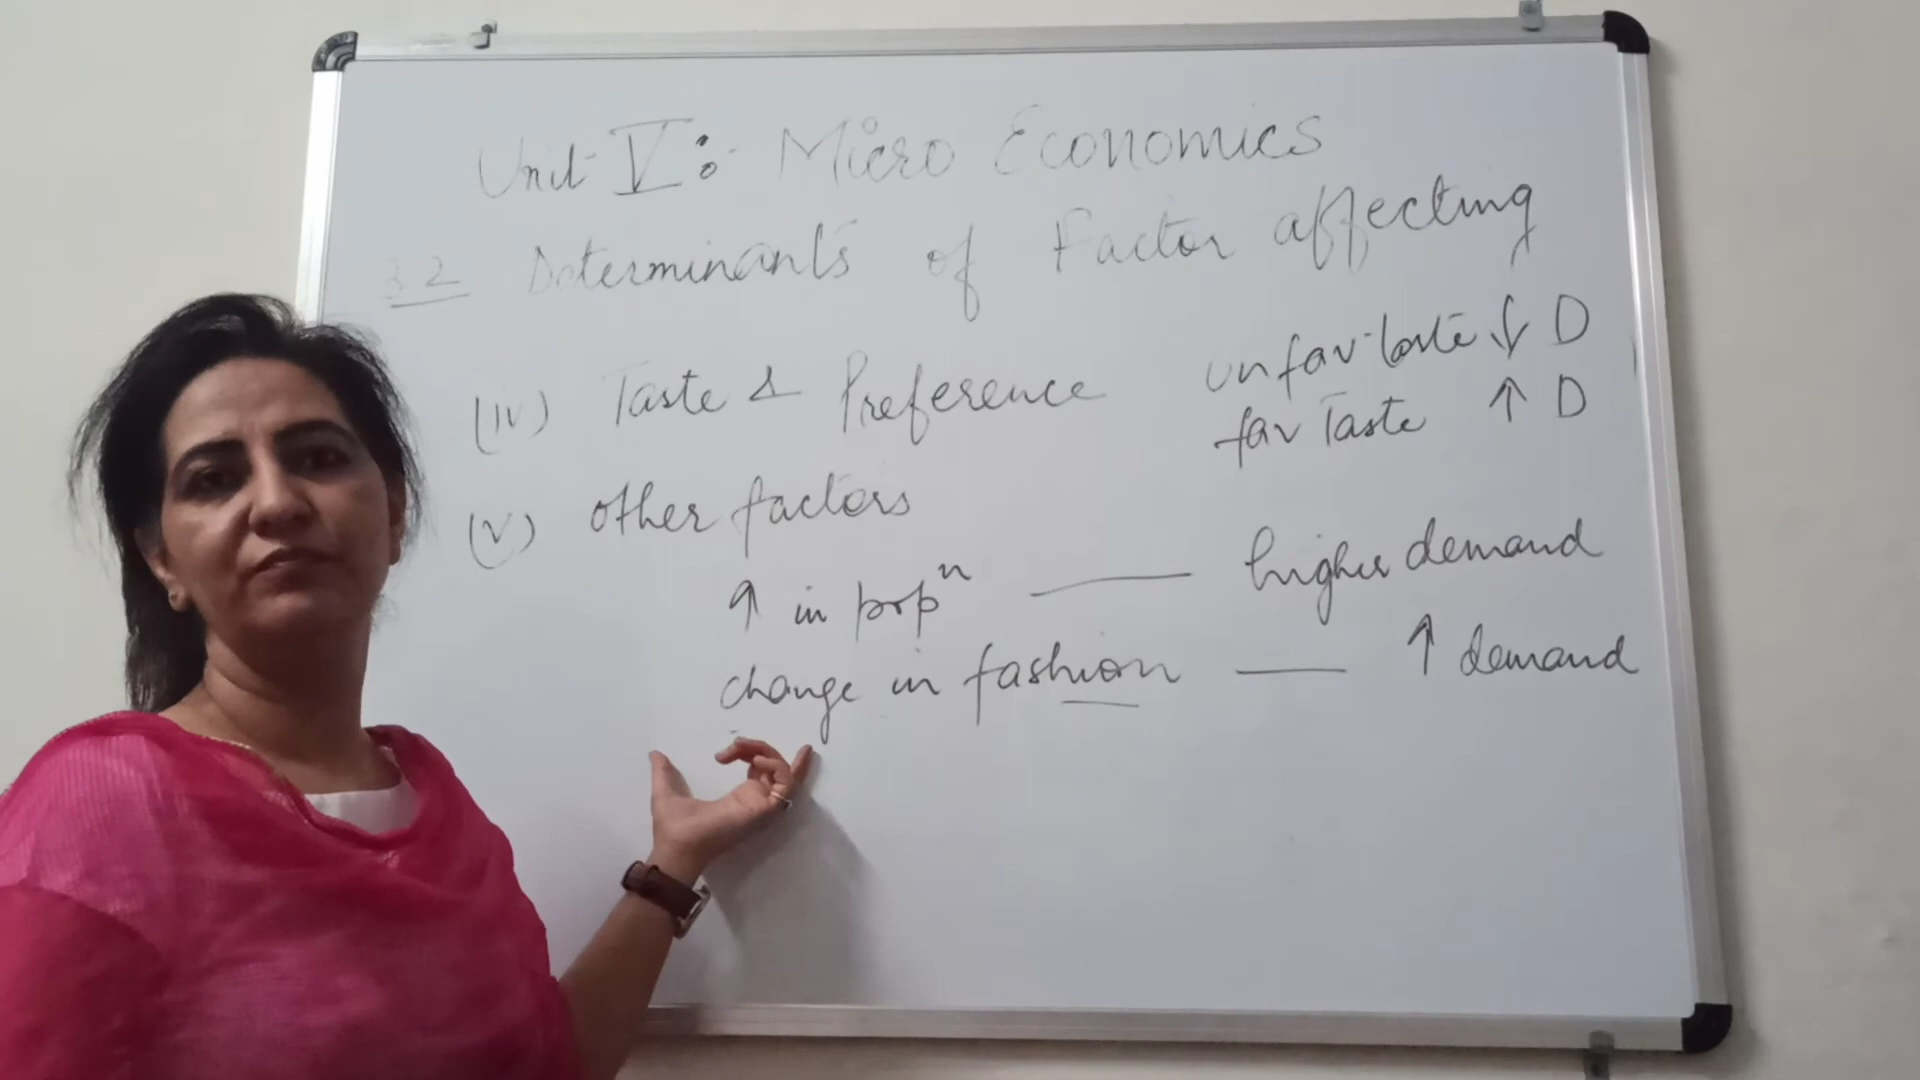 Unit V :- Micro Economics
3.2 Determinants of Factor affecting
(iv) Taste & Preference unfav. taste ↓ D
fav Taste ↑ D
(v) other factors
↑ in popⁿ — higher demand
change in fashion — ↑ demand